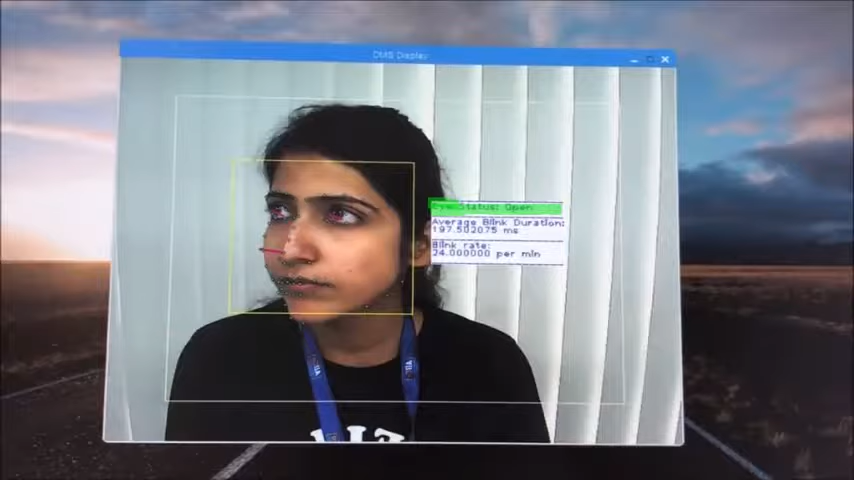 DMS Display
Eye Status: Open
Average Blink Duration:
197.502075 ms
Blink rate:
24.000000 per min